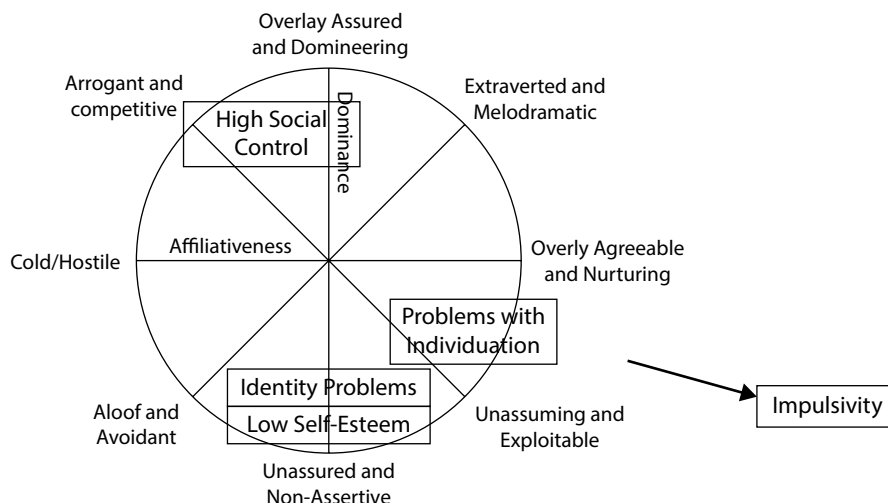 Overlay Assured
and Domineering
Arrogant and
competitive
Extraverted and
Melodramatic
High Social
Control
Dominance
Affiliativeness
Cold/Hostile
Overly Agreeable
and Nurturing
Problems with
Individuation
Identity Problems
Low Self-Esteem
Aloof and
Avoidant
Unassuming and
Exploitable
Impulsivity
Unassured and
Non-Assertive